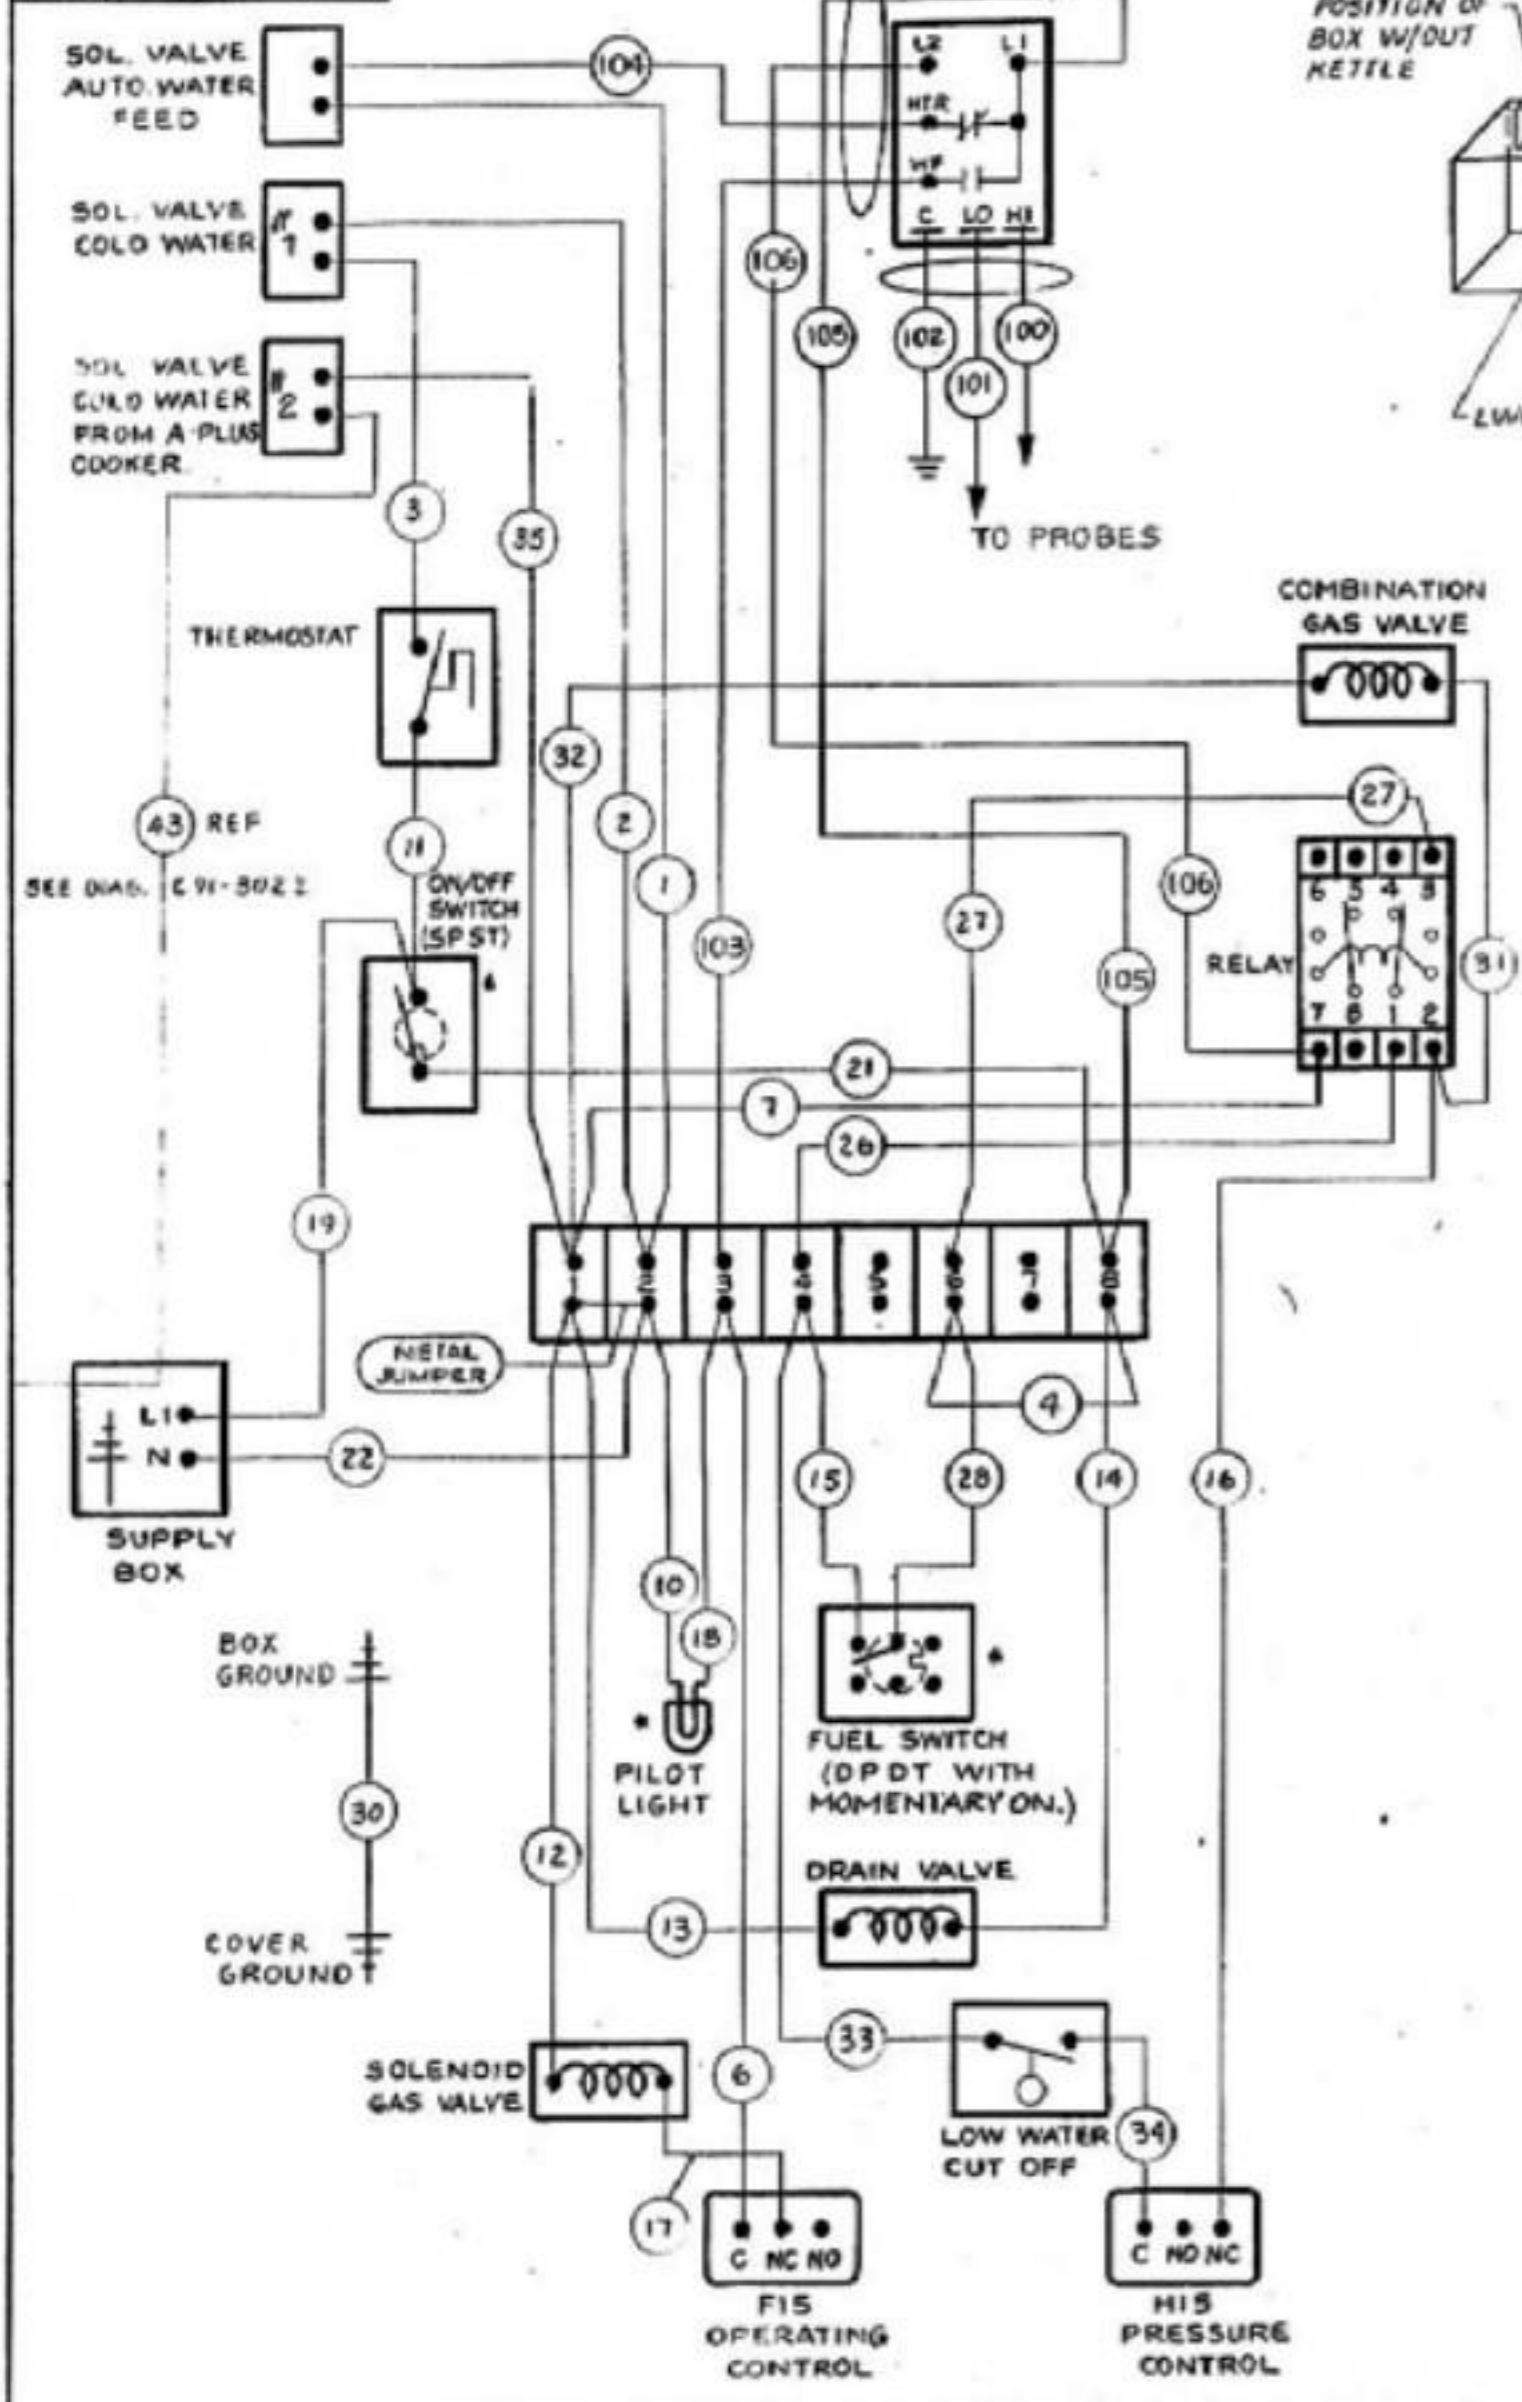 SOL. VALVE
AUTO. WATER
FEED
104
L2
L1
HTR
HF
C LO HI
POSITION OF
BOX W/OUT
KETTLE
SOL. VALVE
COLD WATER
# 1
106
105
102
101
100
TO PROBES
SOL VALVE
COLD WATER
FROM A-PLUS
COOKER.
# 2
3
35
THERMOSTAT
COMBINATION
GAS VALVE
32
2
1
27
43 REF
SEE DIAG.
11
ON/OFF
SWITCH
(SPST)
103
27
106
105
RELAY
6 5 4 3
7 8 1 2
31
21
7
26
19
1 2 3 4 5 6 7 8
METAL
JUMPER
L1
N
22
SUPPLY
BOX
4
15
28
14
16
10
18
BOX
GROUND
30
COVER
GROUND
* PILOT
LIGHT
FUEL SWITCH
(DPDT WITH
MOMENTARY ON.)
12
13
DRAIN VALVE
SOLENOID
GAS VALVE
6
33
LOW WATER
CUT OFF
34
17
C NC NO
F15
OPERATING
CONTROL
C NO NC
H15
PRESSURE
CONTROL